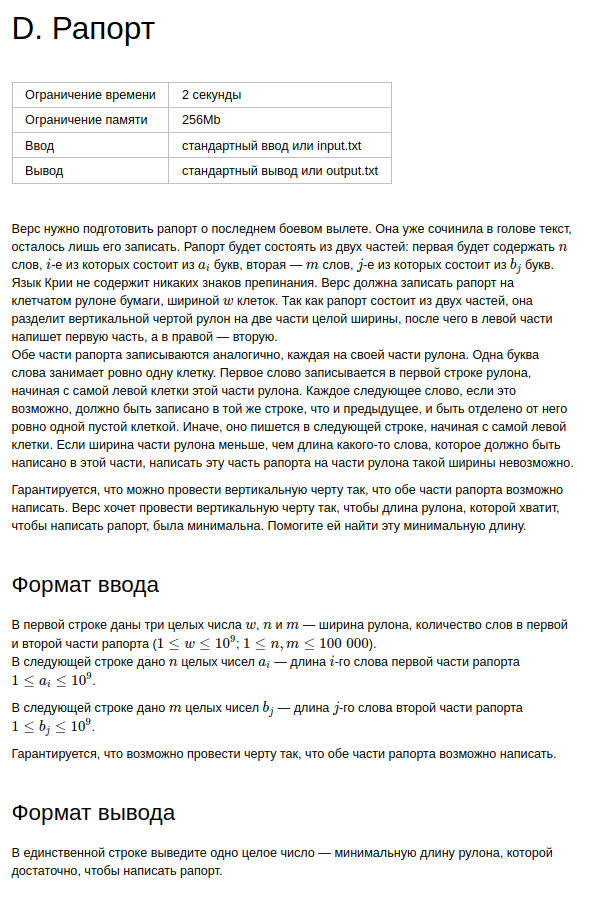 D. Рапорт
Ограничение времени 2 секунды
Ограничение памяти 256Mb
Ввод стандартный ввод или input.txt
Вывод стандартный вывод или output.txt
Верс нужно подготовить рапорт о последнем боевом вылете. Она уже сочинила в голове текст,
осталось лишь его записать. Рапорт будет состоять из двух частей: первая будет содержать n
слов, i-е из которых состоит из a_i букв, вторая — m слов, j-е из которых состоит из b_j букв.
Язык Крии не содержит никаких знаков препинания. Верс должна записать рапорт на
клетчатом рулоне бумаги, шириной w клеток. Так как рапорт состоит из двух частей, она
разделит вертикальной чертой рулон на две части целой ширины, после чего в левой части
напишет первую часть, а в правой — вторую.
Обе части рапорта записываются аналогично, каждая на своей части рулона. Одна буква
слова занимает ровно одну клетку. Первое слово записывается в первой строке рулона,
начиная с самой левой клетки этой части рулона. Каждое следующее слово, если это
возможно, должно быть записано в той же строке, что и предыдущее, и быть отделено от него
ровно одной пустой клеткой. Иначе, оно пишется в следующей строке, начиная с самой левой
клетки. Если ширина части рулона меньше, чем длина какого-то слова, которое должно быть
написано в этой части, написать эту часть рапорта на части рулона такой ширины невозможно.
Гарантируется, что можно провести вертикальную черту так, что обе части рапорта возможно
написать. Верс хочет провести вертикальную черту так, чтобы длина рулона, которой хватит,
чтобы написать рапорт, была минимальна. Помогите ей найти эту минимальную длину.
Формат ввода
В первой строке даны три целых числа w, n и m — ширина рулона, количество слов в первой
и второй части рапорта (1 ≤ w ≤ 10^9; 1 ≤ n, m ≤ 100 000).
В следующей строке дано n целых чисел a_i — длина i-го слова первой части рапорта
1 ≤ a_i ≤ 10^9.
В следующей строке дано m целых чисел b_j — длина j-го слова второй части рапорта
1 ≤ b_j ≤ 10^9.
Гарантируется, что возможно провести черту так, что обе части рапорта возможно написать.
Формат вывода
В единственной строке выведите одно целое число — минимальную длину рулона, которой
достаточно, чтобы написать рапорт.